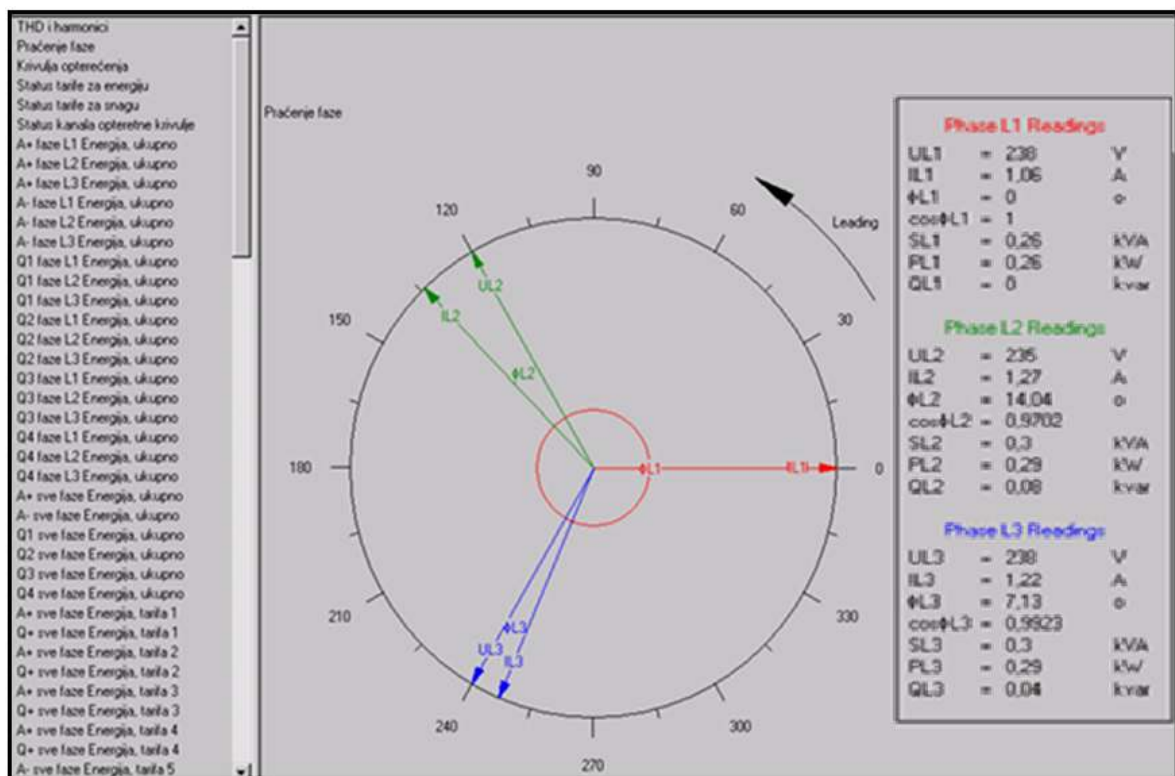 THD i harmonici
Praćenje faze
Krivulja opterećenja
Status tarife za energiju
Status tarife za snagu
Status kanala opteretne krivulje
A+ faze L1 Energija, ukupno
A+ faze L2 Energija, ukupno
A+ faze L3 Energija, ukupno
A- faze L1 Energija, ukupno
A- faze L2 Energija, ukupno
A- faze L3 Energija, ukupno
Q1 faze L1 Energija, ukupno
Q1 faze L2 Energija, ukupno
Q1 faze L3 Energija, ukupno
Q2 faze L1 Energija, ukupno
Q2 faze L2 Energija, ukupno
Q2 faze L3 Energija, ukupno
Q3 faze L1 Energija, ukupno
Q3 faze L2 Energija, ukupno
Q3 faze L3 Energija, ukupno
Q4 faze L1 Energija, ukupno
Q4 faze L2 Energija, ukupno
Q4 faze L3 Energija, ukupno
A+ sve faze Energija, ukupno
A- sve faze Energija, ukupno
Q1 sve faze Energija, ukupno
Q2 sve faze Energija, ukupno
Q3 sve faze Energija, ukupno
Q4 sve faze Energija, ukupno
A+ sve faze Energija, tarifa 1
Q+ sve faze Energija, tarifa 1
A+ sve faze Energija, tarifa 2
Q+ sve faze Energija, tarifa 2
A+ sve faze Energija, tarifa 3
Q+ sve faze Energija, tarifa 3
A+ sve faze Energija, tarifa 4
Q+ sve faze Energija, tarifa 4
A- sve faze Energija, tarifa 5
Praćenje faze
90
120
60
Leading
UL2
IL2
150
30
ϕL2
180
ϕL1
0
210
330
ϕL3
UL3
IL3
240
300
270
Phase L1 Readings
UL1 = 238 V
IL1 = 1,06 A
ϕL1 = 0 o
cosϕL1 = 1
SL1 = 0,26 kVA
PL1 = 0,26 kW
QL1 = 0 kvar
Phase L2 Readings
UL2 = 235 V
IL2 = 1,27 A
ϕL2 = 14,04 o
cosϕL2 = 0,9702
SL2 = 0,3 kVA
PL2 = 0,29 kW
QL2 = 0,08 kvar
Phase L3 Readings
UL3 = 238 V
IL3 = 1,22 A
ϕL3 = 7,13 o
cosϕL3 = 0,9923
SL3 = 0,3 kVA
PL3 = 0,29 kW
QL3 = 0,04 kvar